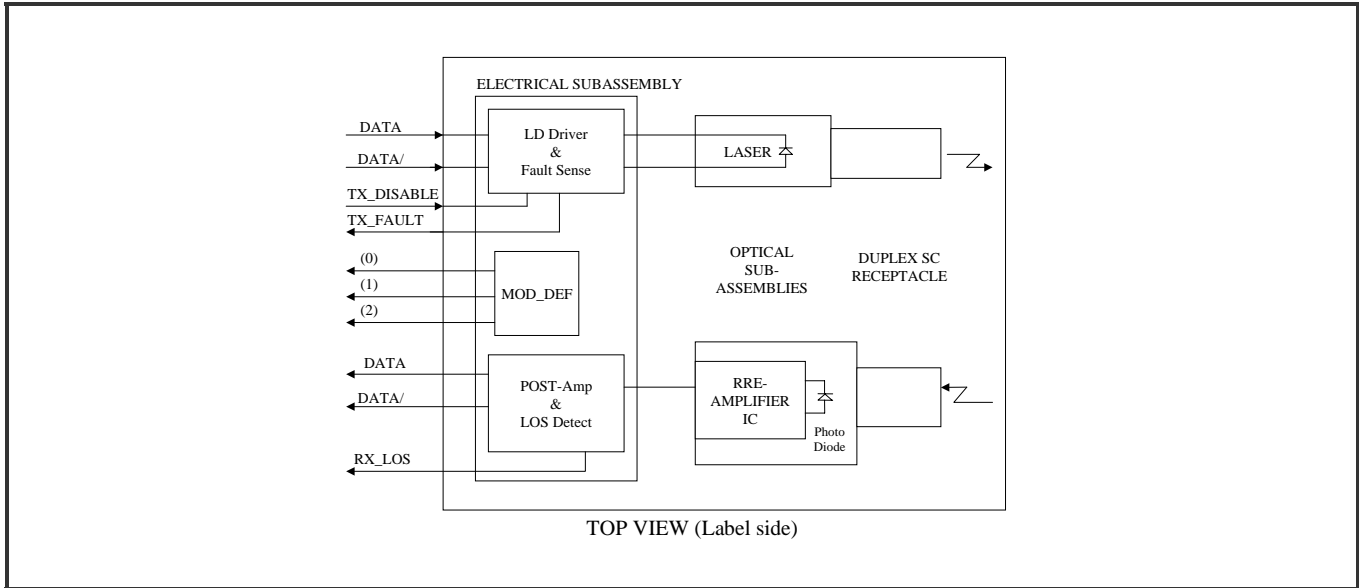 ELECTRICAL SUBASSEMBLY
DATA
DATA/
TX_DISABLE
TX_FAULT
LD Driver
&
Fault Sense
LASER
(0)
(1)
(2)
MOD_DEF
OPTICAL
SUB-
ASSEMBLIES
DUPLEX SC
RECEPTACLE
DATA
DATA/
RX_LOS
POST-Amp
&
LOS Detect
RRE-
AMPLIFIER
IC
Photo
Diode
TOP VIEW (Label side)